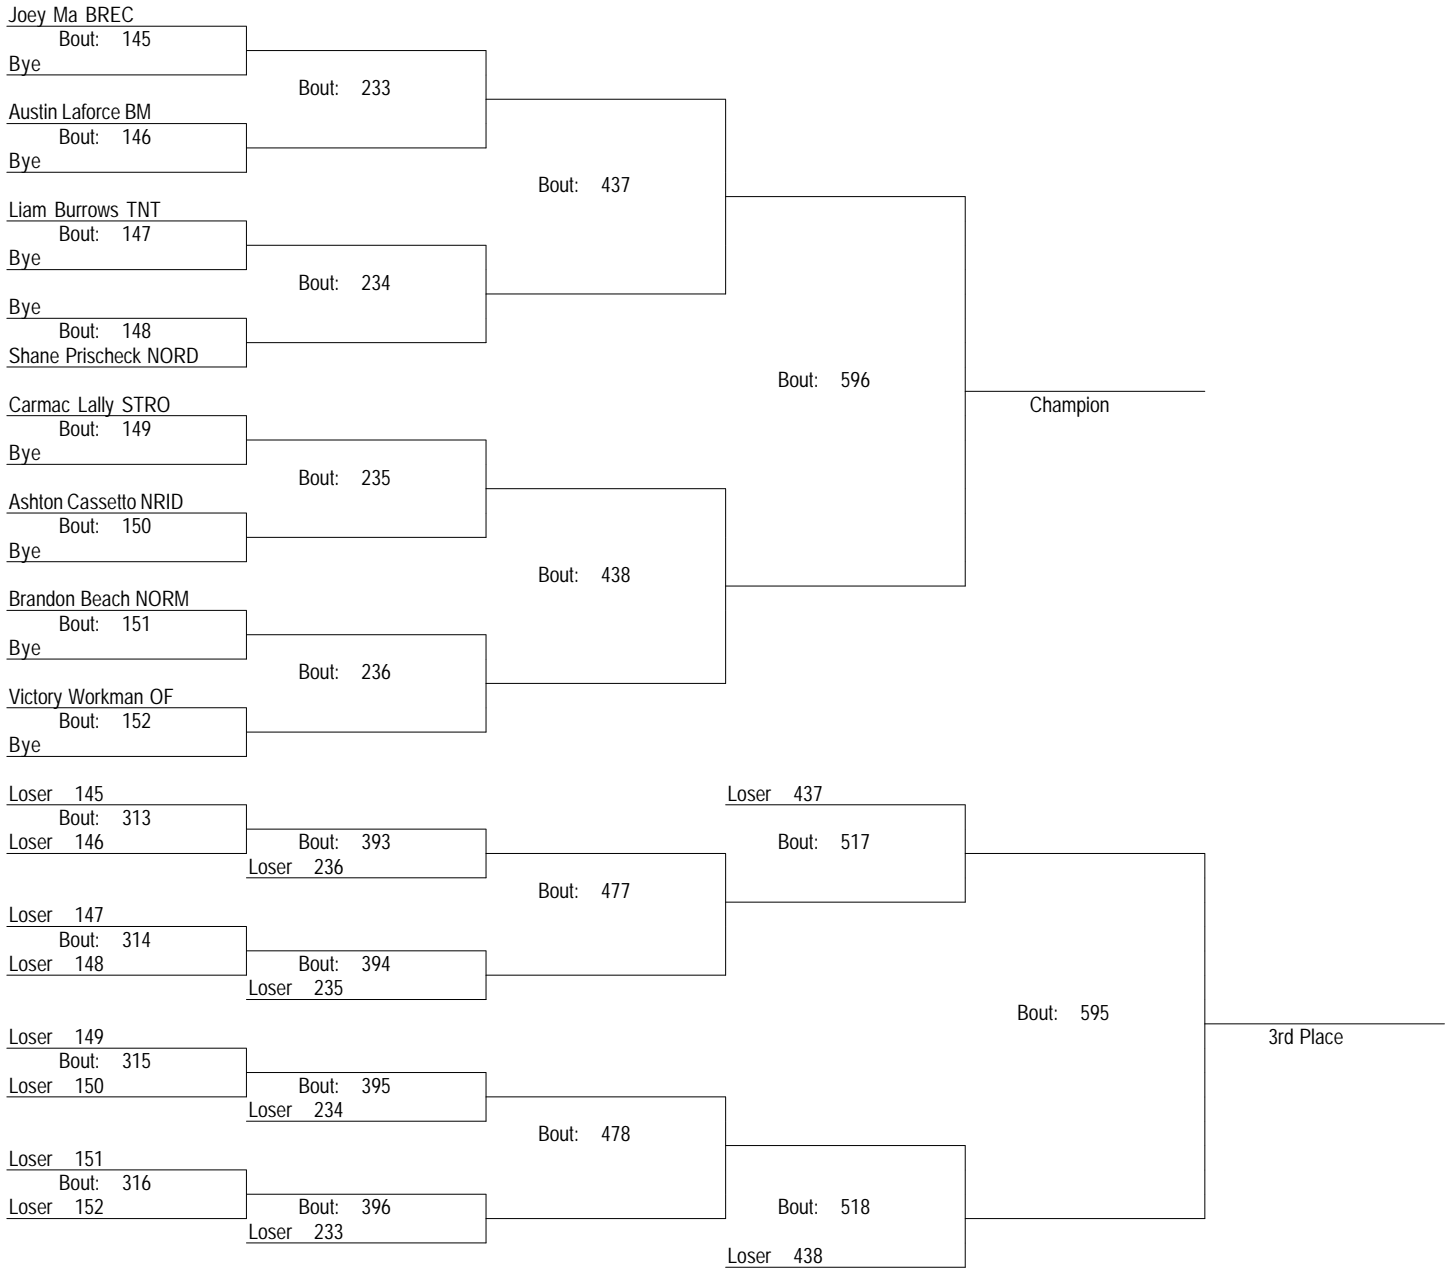 Joey Ma BREC
Bout: 145
Bye
Bout: 233
Austin Laforce BM
Bout: 146
Bye
Bout: 437
Liam Burrows TNT
Bout: 147
Bye
Bout: 234
Bye
Bout: 148
Shane Prischeck NORD
Bout: 596
Champion
Carmac Lally STRO
Bout: 149
Bye
Bout: 235
Ashton Cassetto NRID
Bout: 150
Bye
Bout: 438
Brandon Beach NORM
Bout: 151
Bye
Bout: 236
Victory Workman OF
Bout: 152
Bye
Loser 145
Bout: 313
Loser 146
Bout: 393
Loser 236
Loser 437
Bout: 517
Bout: 477
Loser 147
Bout: 314
Loser 148
Bout: 394
Loser 235
Bout: 595
3rd Place
Loser 149
Bout: 315
Loser 150
Bout: 395
Loser 234
Bout: 478
Loser 151
Bout: 316
Loser 152
Bout: 396
Loser 233
Bout: 518
Loser 438